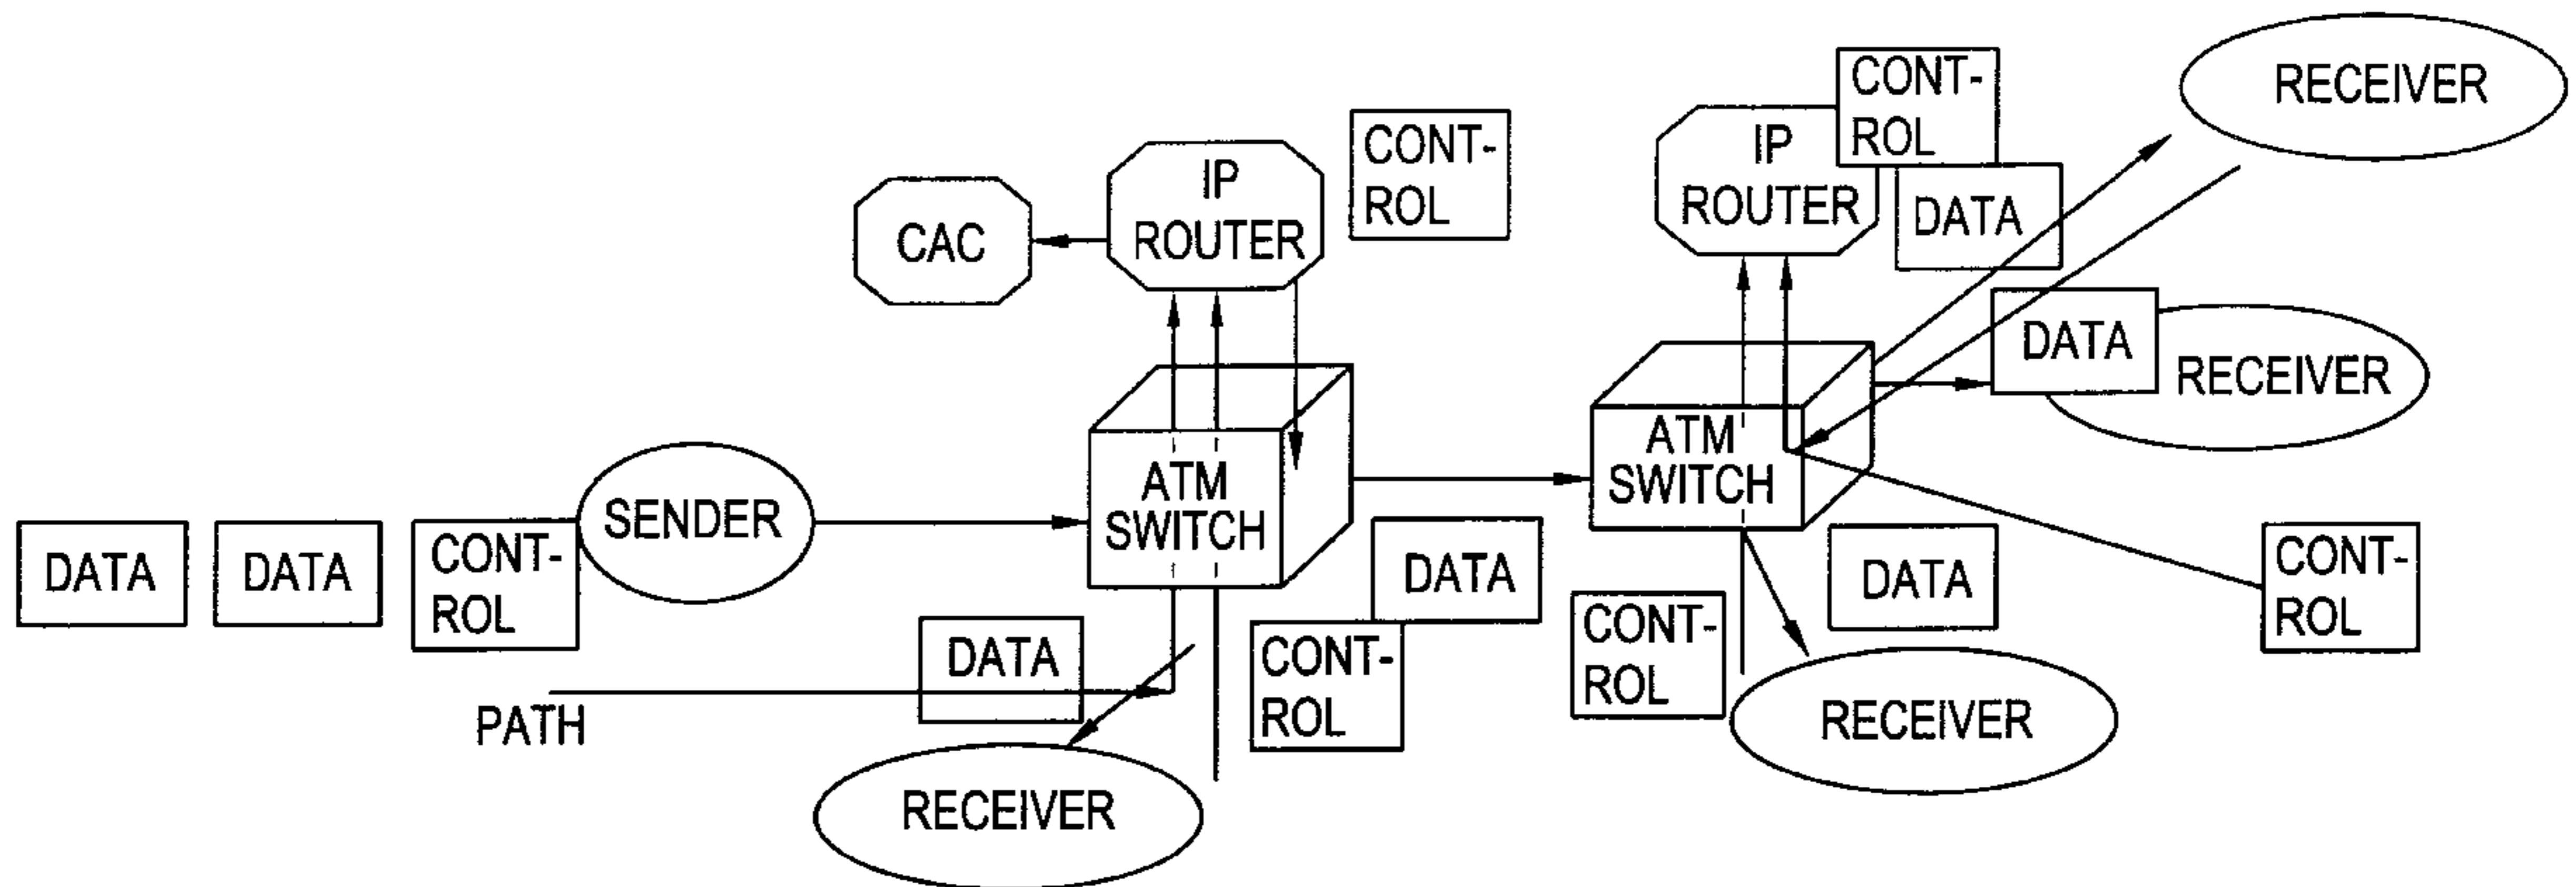 CONT-
ROL
RECEIVER
IP
ROUTER
CONT-
ROL
IP
ROUTER
DATA
CAC
DATA
RECEIVER
ATM
SWITCH
ATM
SWITCH
SENDER
DATA
DATA
CONT-
ROL
DATA
CONT-
ROL
DATA
CONT-
ROL
DATA
CONT-
ROL
PATH
RECEIVER
RECEIVER